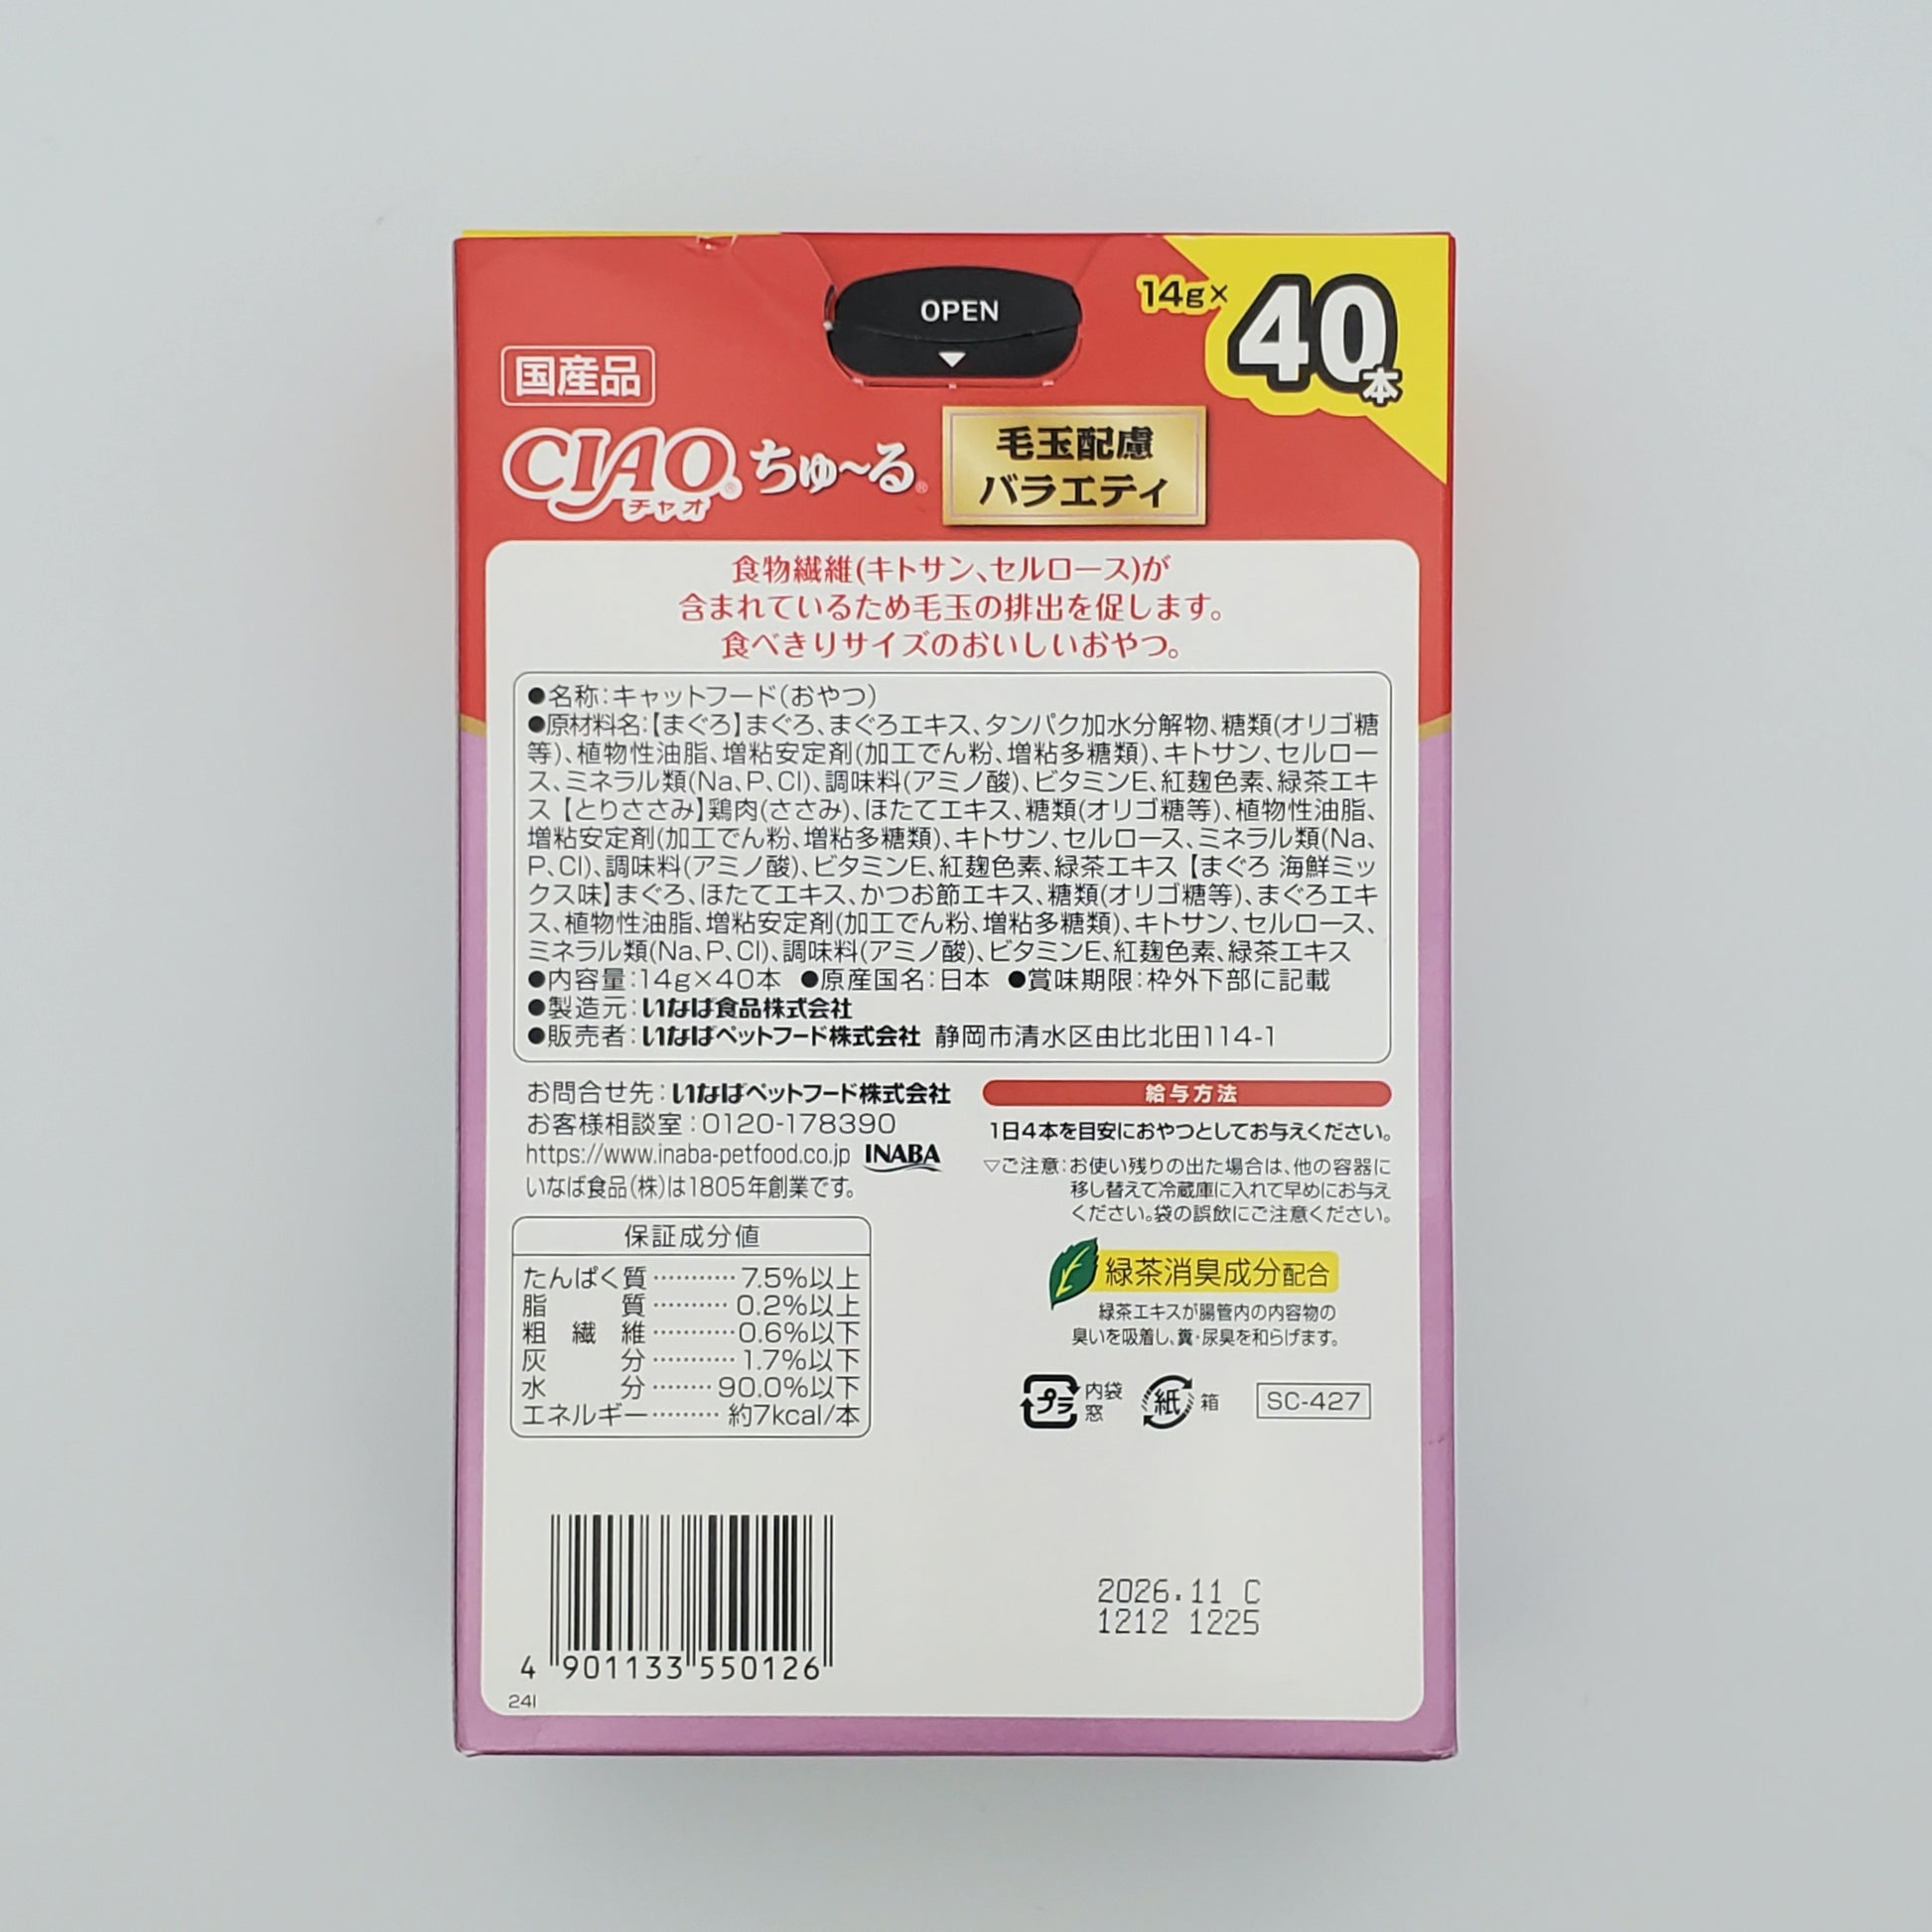 OPEN
14g×40本
国産品
CIAO®ちゅ～る®
チャオ
毛玉配慮
バラエティ
食物繊維(キトサン、セルロース)が
含まれているため毛玉の排出を促します。
食べきりサイズのおいしいおやつ。
●名称:キャットフード(おやつ)
●原材料名:【まぐろ】まぐろ、まぐろエキス、タンパク加水分解物、糖類(オリゴ糖
等)、植物性油脂、増粘安定剤(加工でん粉、増粘多糖類)、キトサン、セルロー
ス、ミネラル類(Na、P、Cl)、調味料(アミノ酸)、ビタミンE、紅麹色素、緑茶エキ
ス【とりささみ】鶏肉(ささみ)、ほたてエキス、糖類(オリゴ糖等)、植物性油脂、
増粘安定剤(加工でん粉、増粘多糖類)、キトサン、セルロース、ミネラル類(Na、
P、Cl)、調味料(アミノ酸)、ビタミンE、紅麹色素、緑茶エキス【まぐろ 海鮮ミッ
クス味】まぐろ、ほたてエキス、かつお節エキス、糖類(オリゴ糖等)、まぐろエキ
ス、植物性油脂、増粘安定剤(加工でん粉、増粘多糖類)、キトサン、セルロース、
ミネラル類(Na、P、Cl)、調味料(アミノ酸)、ビタミンE、紅麹色素、緑茶エキス
●内容量:14g×40本 ●原産国名:日本 ●賞味期限:枠外下部に記載
●製造元:いなば食品株式会社
●販売者:いなばペットフード株式会社 静岡市清水区由比北田114-1
お問合せ先:いなばペットフード株式会社
お客様相談室:0120-178390
https://www.inaba-petfood.co.jp INABA
いなば食品(株)は1805年創業です。
給与方法
1日4本を目安におやつとしてお与えください。
▽ご注意:お使い残りの出た場合は、他の容器に
移し替えて冷蔵庫に入れて早めにお与え
ください。袋の誤飲にご注意ください。
保証成分値
たんぱく質…………7.5%以上
脂質…………0.2%以上
粗繊維…………0.6%以下
灰分…………1.7%以下
水分………90.0%以下
エネルギー………約7kcal/本
緑茶消臭成分配合
緑茶エキスが腸管内の内容物の
臭いを吸着し、糞・尿臭を和らげます。
プラ 内袋 窓
紙 箱
SC-427
2026.11 C
1212 1225
4 901133 550126
241